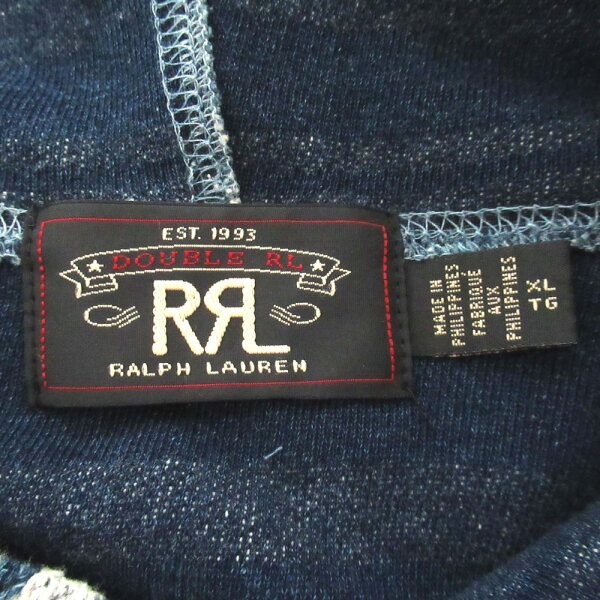 EST. 1993
DOUBLE RL
RRL
RALPH LAUREN
MADE IN
PHILIPPINES
FABRIQUÉ
AUX
PHILIPPINES
XL
TG